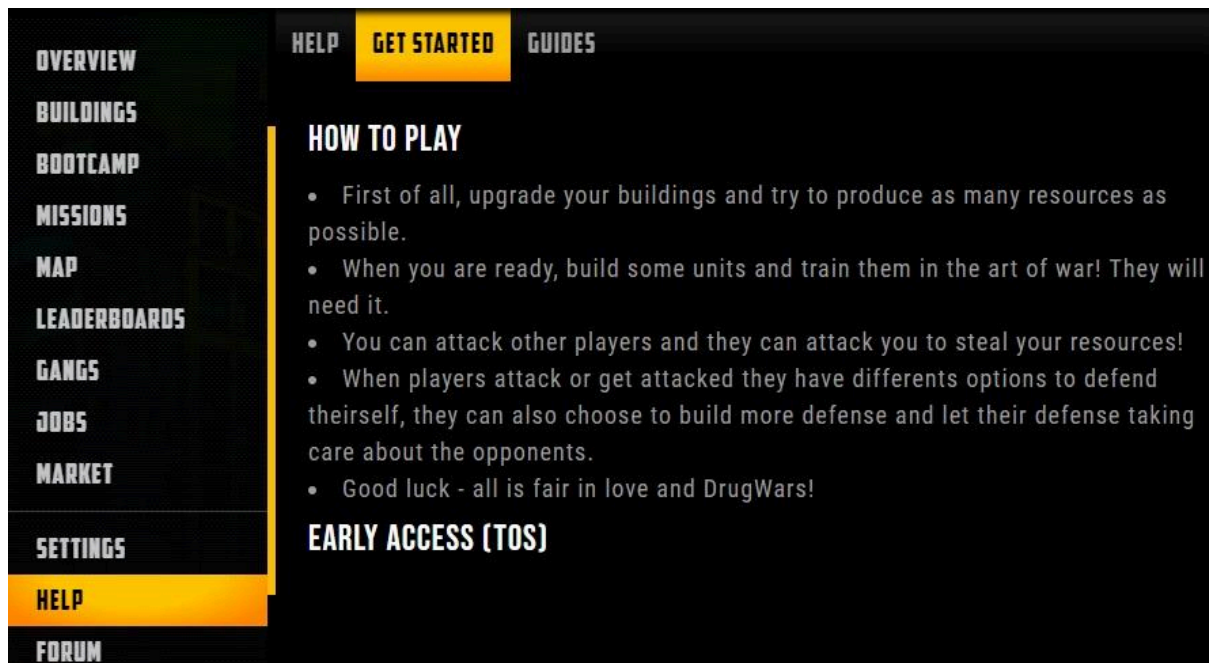 OVERVIEW
BUILDINGS
BOOTCAMP
MISSIONS
MAP
LEADERBOARDS
GANGS
JOBS
MARKET
SETTINGS
HELP
FORUM
HELP GET STARTED GUIDES
HOW TO PLAY
• First of all, upgrade your buildings and try to produce as many resources as
possible.
• When you are ready, build some units and train them in the art of war! They will
need it.
• You can attack other players and they can attack you to steal your resources!
• When players attack or get attacked they have differents options to defend
theirself, they can also choose to build more defense and let their defense taking
care about the opponents.
• Good luck - all is fair in love and DrugWars!
EARLY ACCESS (TOS)